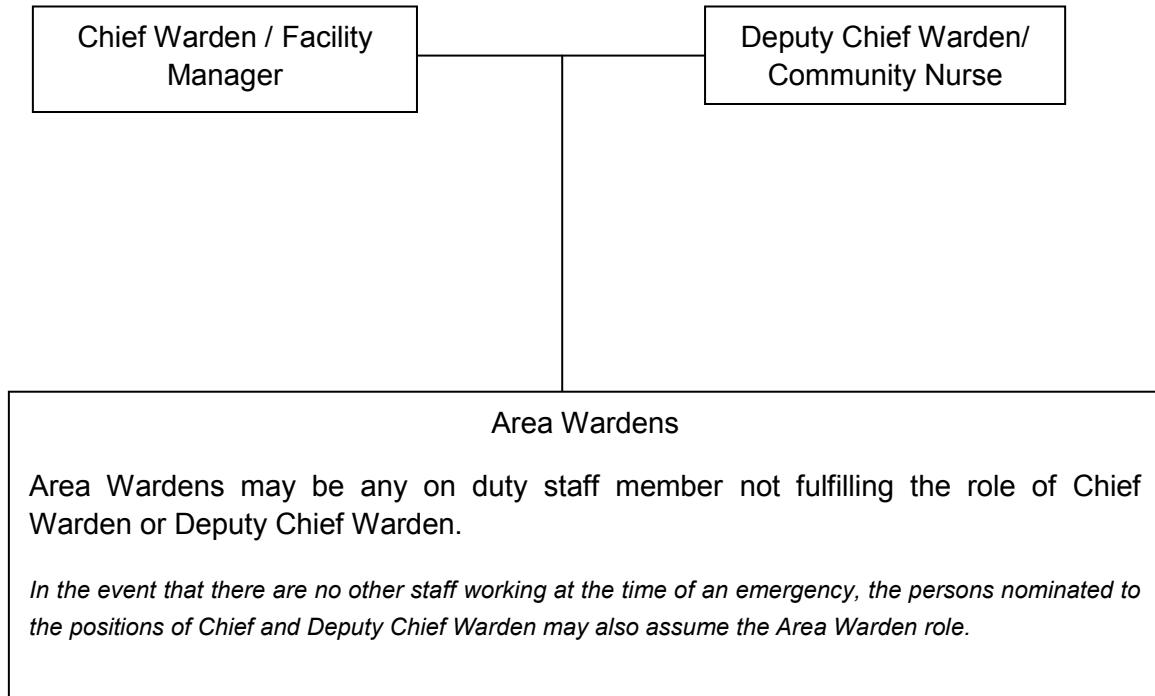 Chief Warden / Facility
Manager
Deputy Chief Warden/
Community Nurse
Area Wardens
Area Wardens may be any on duty staff member not fulfilling the role of Chief
Warden or Deputy Chief Warden.
In the event that there are no other staff working at the time of an emergency, the persons nominated to
the positions of Chief and Deputy Chief Warden may also assume the Area Warden role.